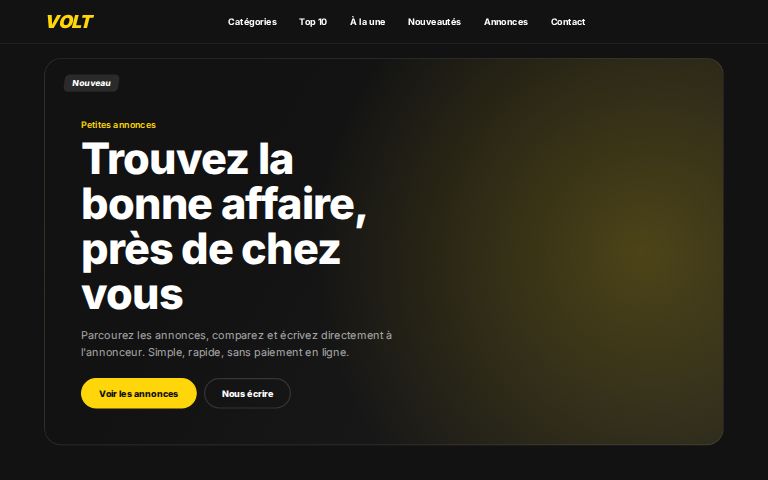 VOLT
Catégories
Top 10
À la une
Nouveautés
Annonces
Contact
Nouveau
Petites annonces
Trouvez la
bonne affaire,
près de chez
vous
Parcourez les annonces, comparez et écrivez directement à
l'annonceur. Simple, rapide, sans paiement en ligne.
Voir les annonces
Nous écrire